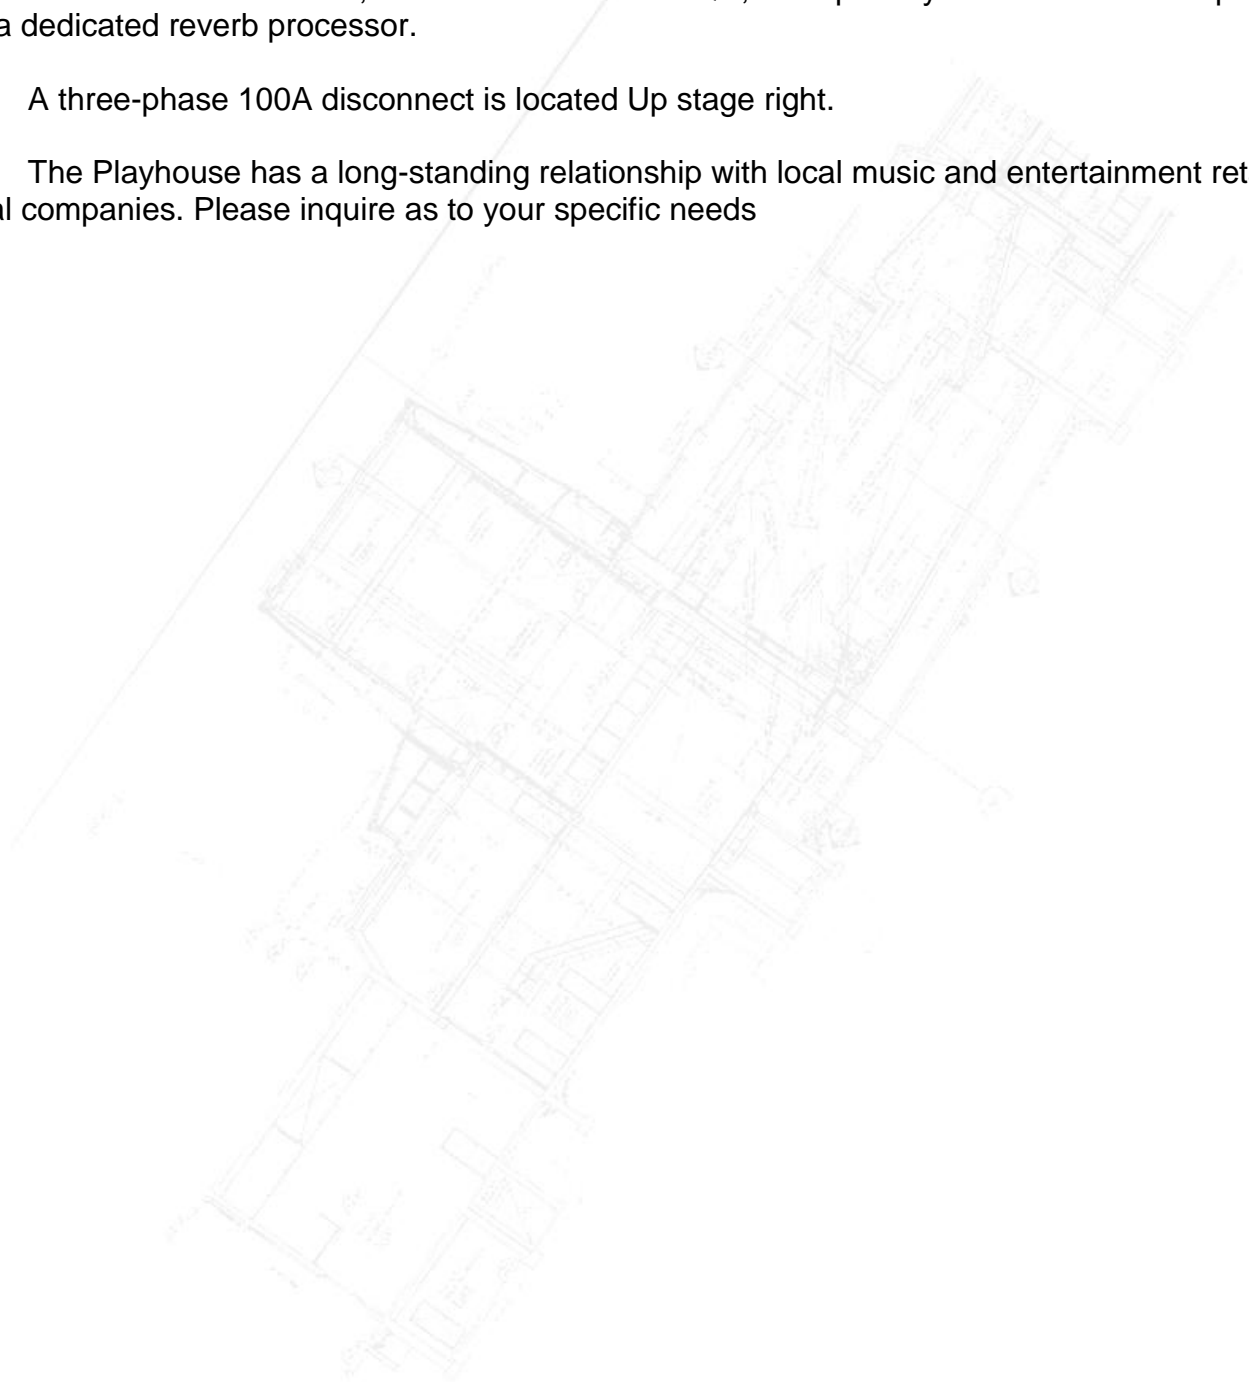 a dedicated reverb processor.
A three-phase 100A disconnect is located Up stage right.
The Playhouse has a long-standing relationship with local music and entertainment ret
al companies. Please inquire as to your specific needs